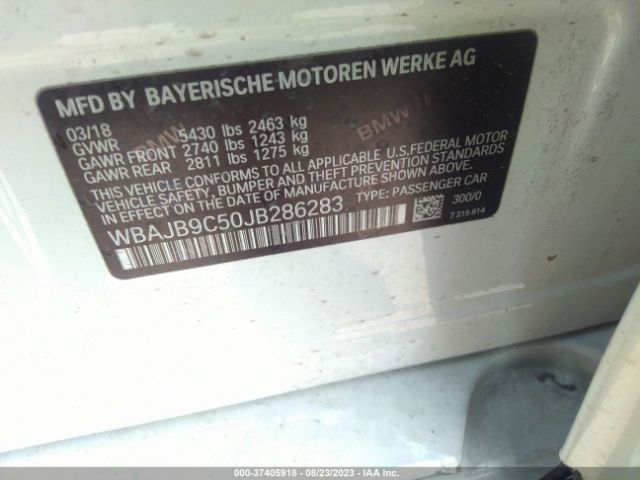 MFD BY BAYERISCHE MOTOREN WERKE AG
03/18
GVWR 5430 lbs 2463 kg
GAWR FRONT 2740 lbs 1243 kg
GAWR REAR 2811 lbs 1275 kg
THIS VEHICLE CONFORMS TO ALL APPLICABLE U.S.FEDERAL MOTOR
VEHICLE SAFETY, BUMPER AND THEFT PREVENTION STANDARDS
IN EFFECT ON THE DATE OF MANUFACTURE SHOWN ABOVE.
WBAJB9C50JB286283 TYPE: PASSENGER CAR
300/0
7 315 814
BMW
BMW
000-37405918 - 08/23/2023 - IAA Inc.